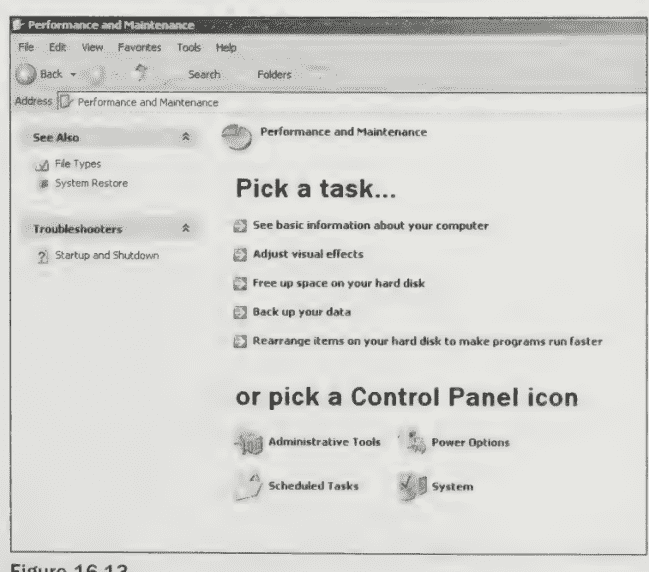 Performance and Maintenance
File Edit View Favorites Tools Help
Back Search Folders
Address Performance and Maintenance
See Also
File Types
System Restore
Troubleshooters
Startup and Shutdown
Performance and Maintenance
Pick a task...
See basic information about your computer
Adjust visual effects
Free up space on your hard disk
Back up your data
Rearrange items on your hard disk to make programs run faster
or pick a Control Panel icon
Administrative Tools Power Options
Scheduled Tasks System
Figure 16.13